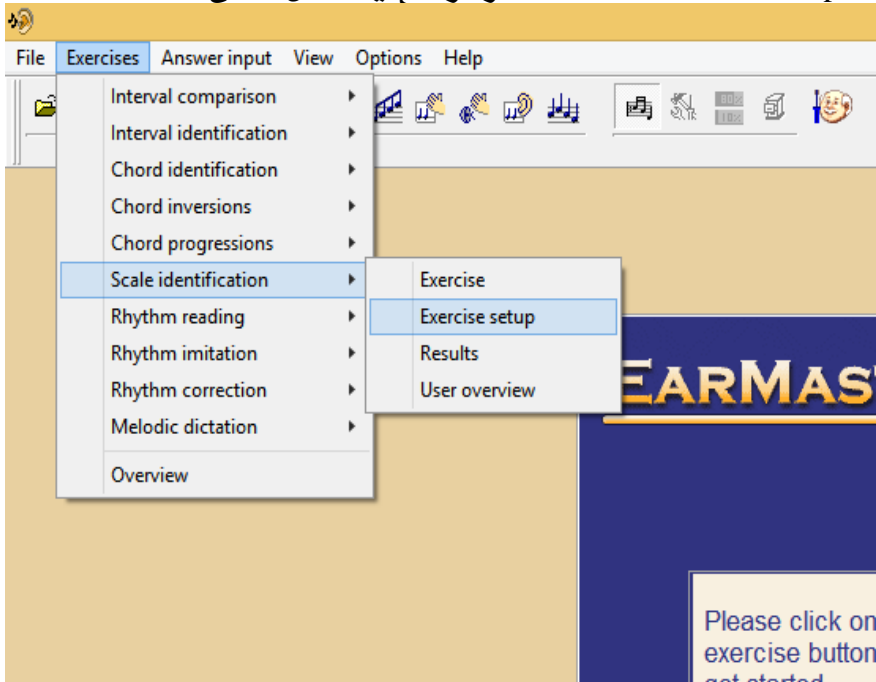 File Exercises Answer input View Options Help
Interval comparison
Interval identification
Chord identification
Chord inversions
Chord progressions
Scale identification
Exercise
Rhythm reading
Exercise setup
Rhythm imitation
Results
Rhythm correction
User overview
Melodic dictation
Overview
EARMAS
Please click on
exercise button